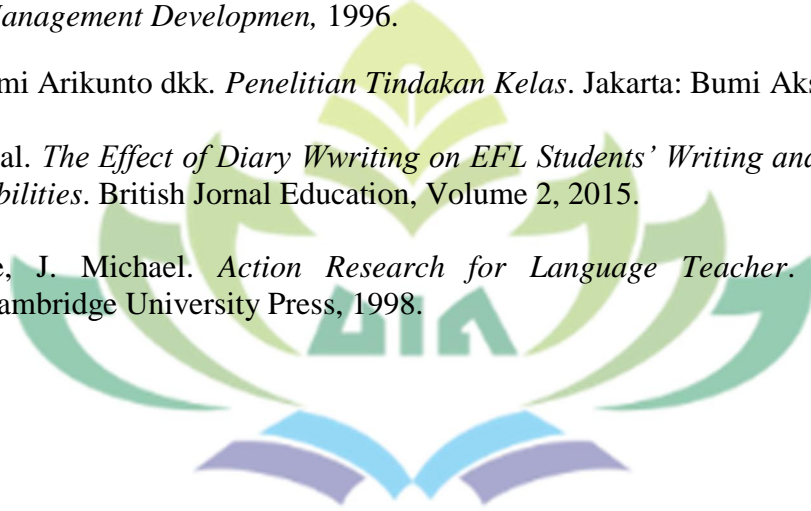 Management Developmen, 1996.
mi Arikunto dkk. Penelitian Tindakan Kelas. Jakarta: Bumi Aks
al. The Effect of Diary Wwriting on EFL Students’ Writing and
bilities. British Jornal Education, Volume 2, 2015.
e, J. Michael. Action Research for Language Teacher.
ambridge University Press, 1998.